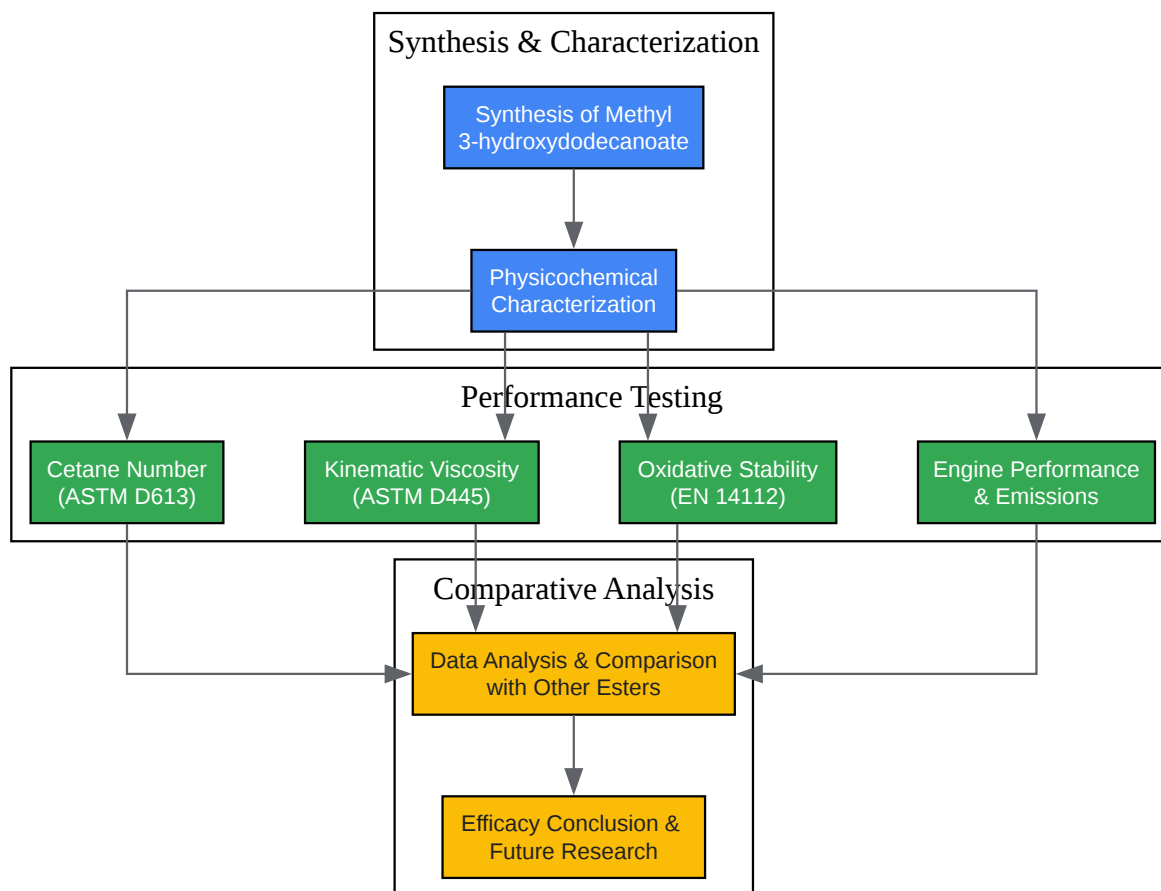 Synthesis & Characterization
Synthesis of Methyl
3-hydroxydodecanoate
Physicochemical
Characterization
Performance Testing
Cetane Number
(ASTM D613)
Kinematic Viscosity
(ASTM D445)
Oxidative Stability
(EN 14112)
Engine Performance
& Emissions
Comparative Analysis
Data Analysis & Comparison
with Other Esters
Efficacy Conclusion &
Future Research